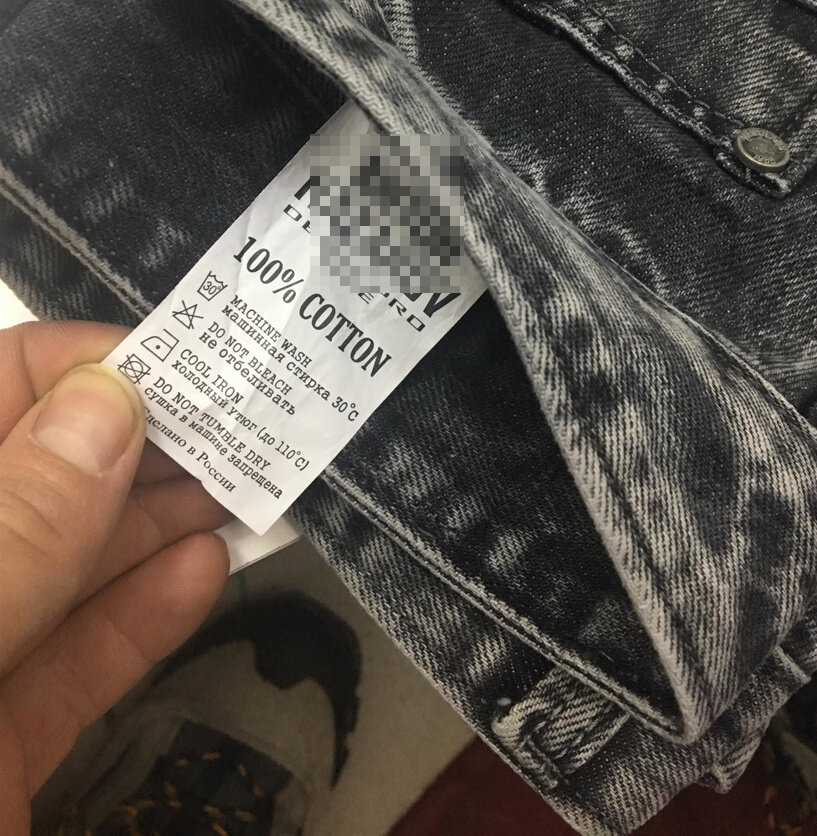 100% COTTON
30
MACHINE WASH
машинная стирка 30°C
DO NOT BLEACH
не отбеливать
COOL IRON
холодный утюг (до 110°C)
DO NOT TUMBLE DRY
сушка в машине запрещена
Сделано в России